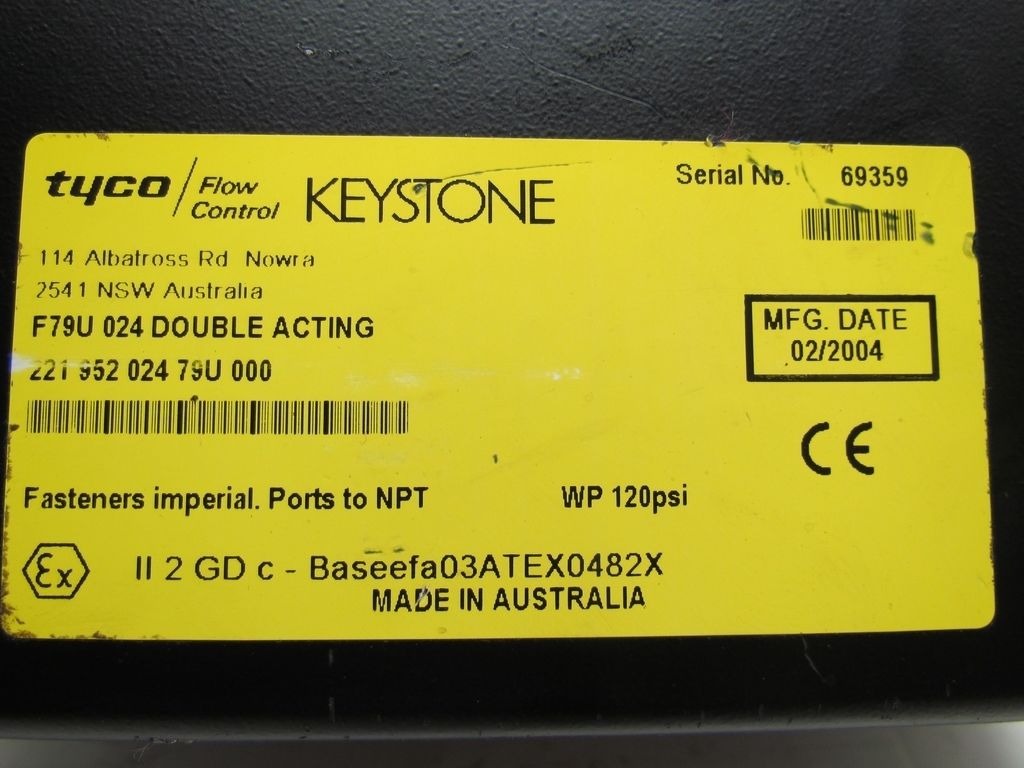 tyco / Flow Control KEYSTONE
Serial No. 69359
114 Albatross Rd Nowra
2541 NSW Australia
F79U 024 DOUBLE ACTING
221 952 024 79U 000
MFG. DATE
02/2004
CE
Fasteners imperial. Ports to NPT WP 120psi
Ex II 2 GD c - Baseefa03ATEX0482X
MADE IN AUSTRALIA